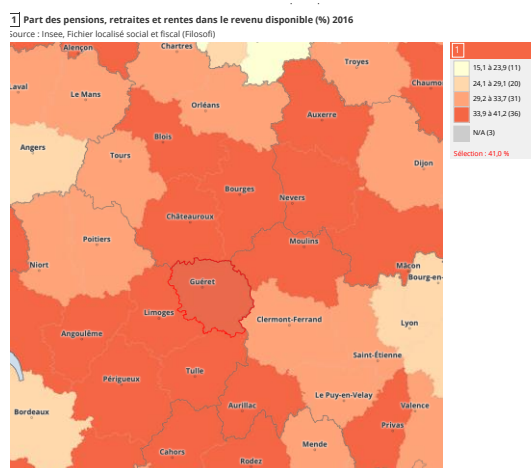 1 Part des pensions, retraites et rentes dans le revenu disponible (%) 2016
Source : Insee, Fichier localisé social et fiscal (Filosofi)
1
15,1 à 23,9 (11)
24,1 à 29,1 (20)
29,2 à 33,7 (31)
33,9 à 41,2 (36)
N/A (3)
Sélection : 41,0 %
Alençon
Chartres
Troyes
Laval
Le Mans
Chaumo
Orléans
Auxerre
Blois
Angers
Tours
Dijon
Bourges
Nevers
Châteauroux
Poitiers
Moulins
Niort
Mâcon
Bourg-en-
Guéret
Limoges
Clermont-Ferrand
Lyon
Angoulême
Saint-Étienne
Tulle
Périgueux
Le Puy-en-Velay
Aurillac
Valence
Bordeaux
Privas
Mende
Cahors
Rodez